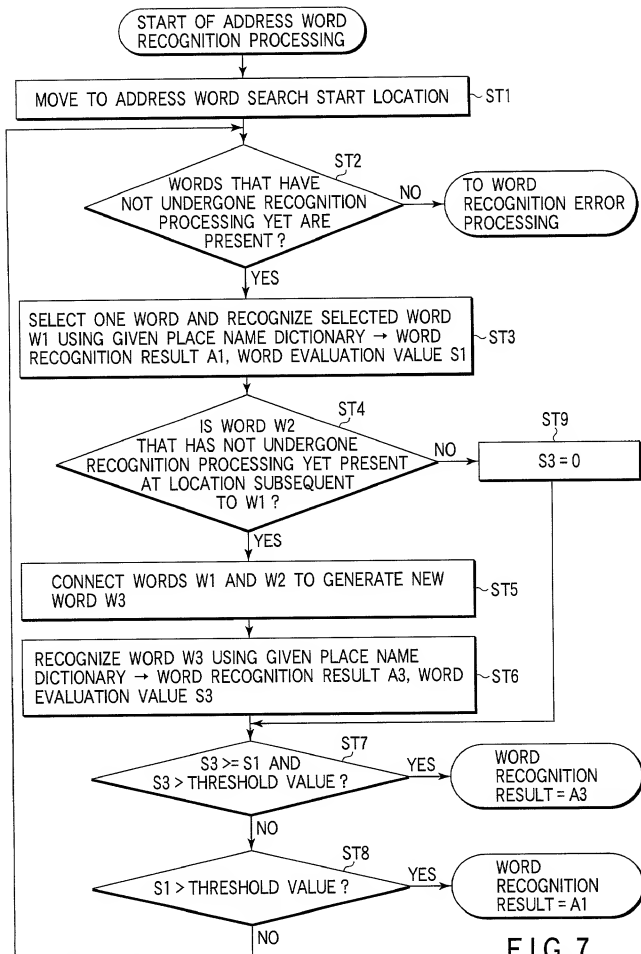 START OF ADDRESS WORD
RECOGNITION PROCESSING
MOVE TO ADDRESS WORD SEARCH START LOCATION
ST1
ST2
WORDS THAT HAVE
NOT UNDERGONE RECOGNITION
PROCESSING YET ARE
PRESENT?
NO
TO WORD
RECOGNITION ERROR
PROCESSING
YES
SELECT ONE WORD AND RECOGNIZE SELECTED WORD
W1 USING GIVEN PLACE NAME DICTIONARY → WORD
RECOGNITION RESULT A1, WORD EVALUATION VALUE S1
ST3
ST4
IS WORD W2
THAT HAS NOT UNDERGONE
RECOGNITION PROCESSING YET PRESENT
AT LOCATION SUBSEQUENT
TO W1?
NO
ST9
S3=0
YES
CONNECT WORDS W1 AND W2 TO GENERATE NEW
WORD W3
ST5
RECOGNIZE WORD W3 USING GIVEN PLACE NAME
DICTIONARY → WORD RECOGNITION RESULT A3, WORD
EVALUATION VALUE S3
ST6
ST7
S3>=S1 AND
S3>THRESHOLD VALUE?
YES
WORD
RECOGNITION
RESULT=A3
NO
ST8
S1>THRESHOLD VALUE?
YES
WORD
RECOGNITION
RESULT=A1
NO
FIG. 7